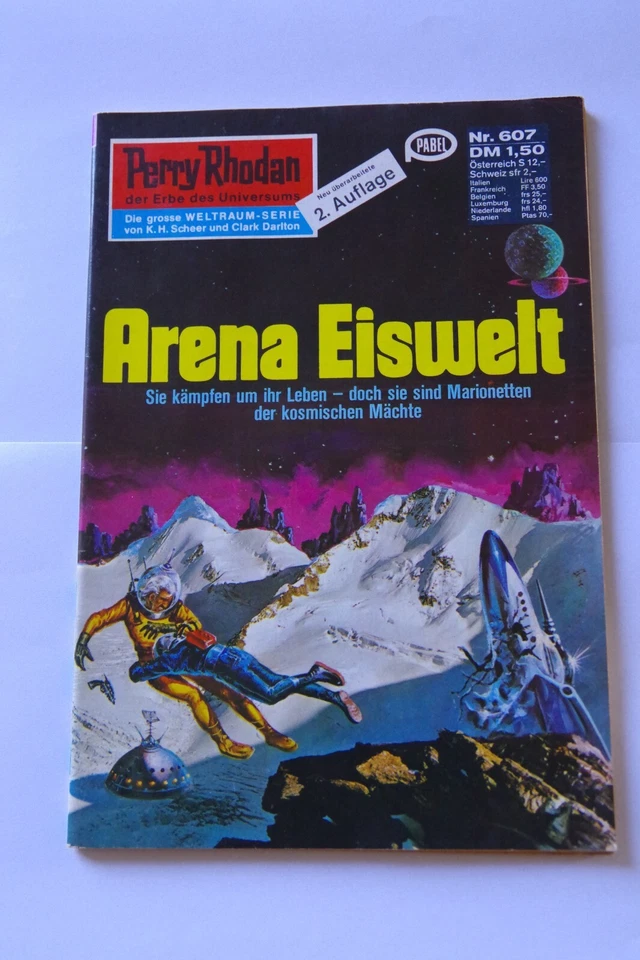 Perry Rhodan
der Erbe des Universums
Die grosse WELTRAUM-SERIE
von K. H. Scheer und Clark Darlton
Neu überarbeitete
2. Auflage
PABEL
Nr. 607
DM 1,50
Österreich S 12,–
Schweiz sfr 2,–
Italien Lire 600
Frankreich FF 3,50
Belgien frs 25,–
Luxemburg frs 24,–
Niederlande hfl 1,80
Spanien Ptas 70,–
Arena Eiswelt
Sie kämpfen um ihr Leben – doch sie sind Marionetten
der kosmischen Mächte